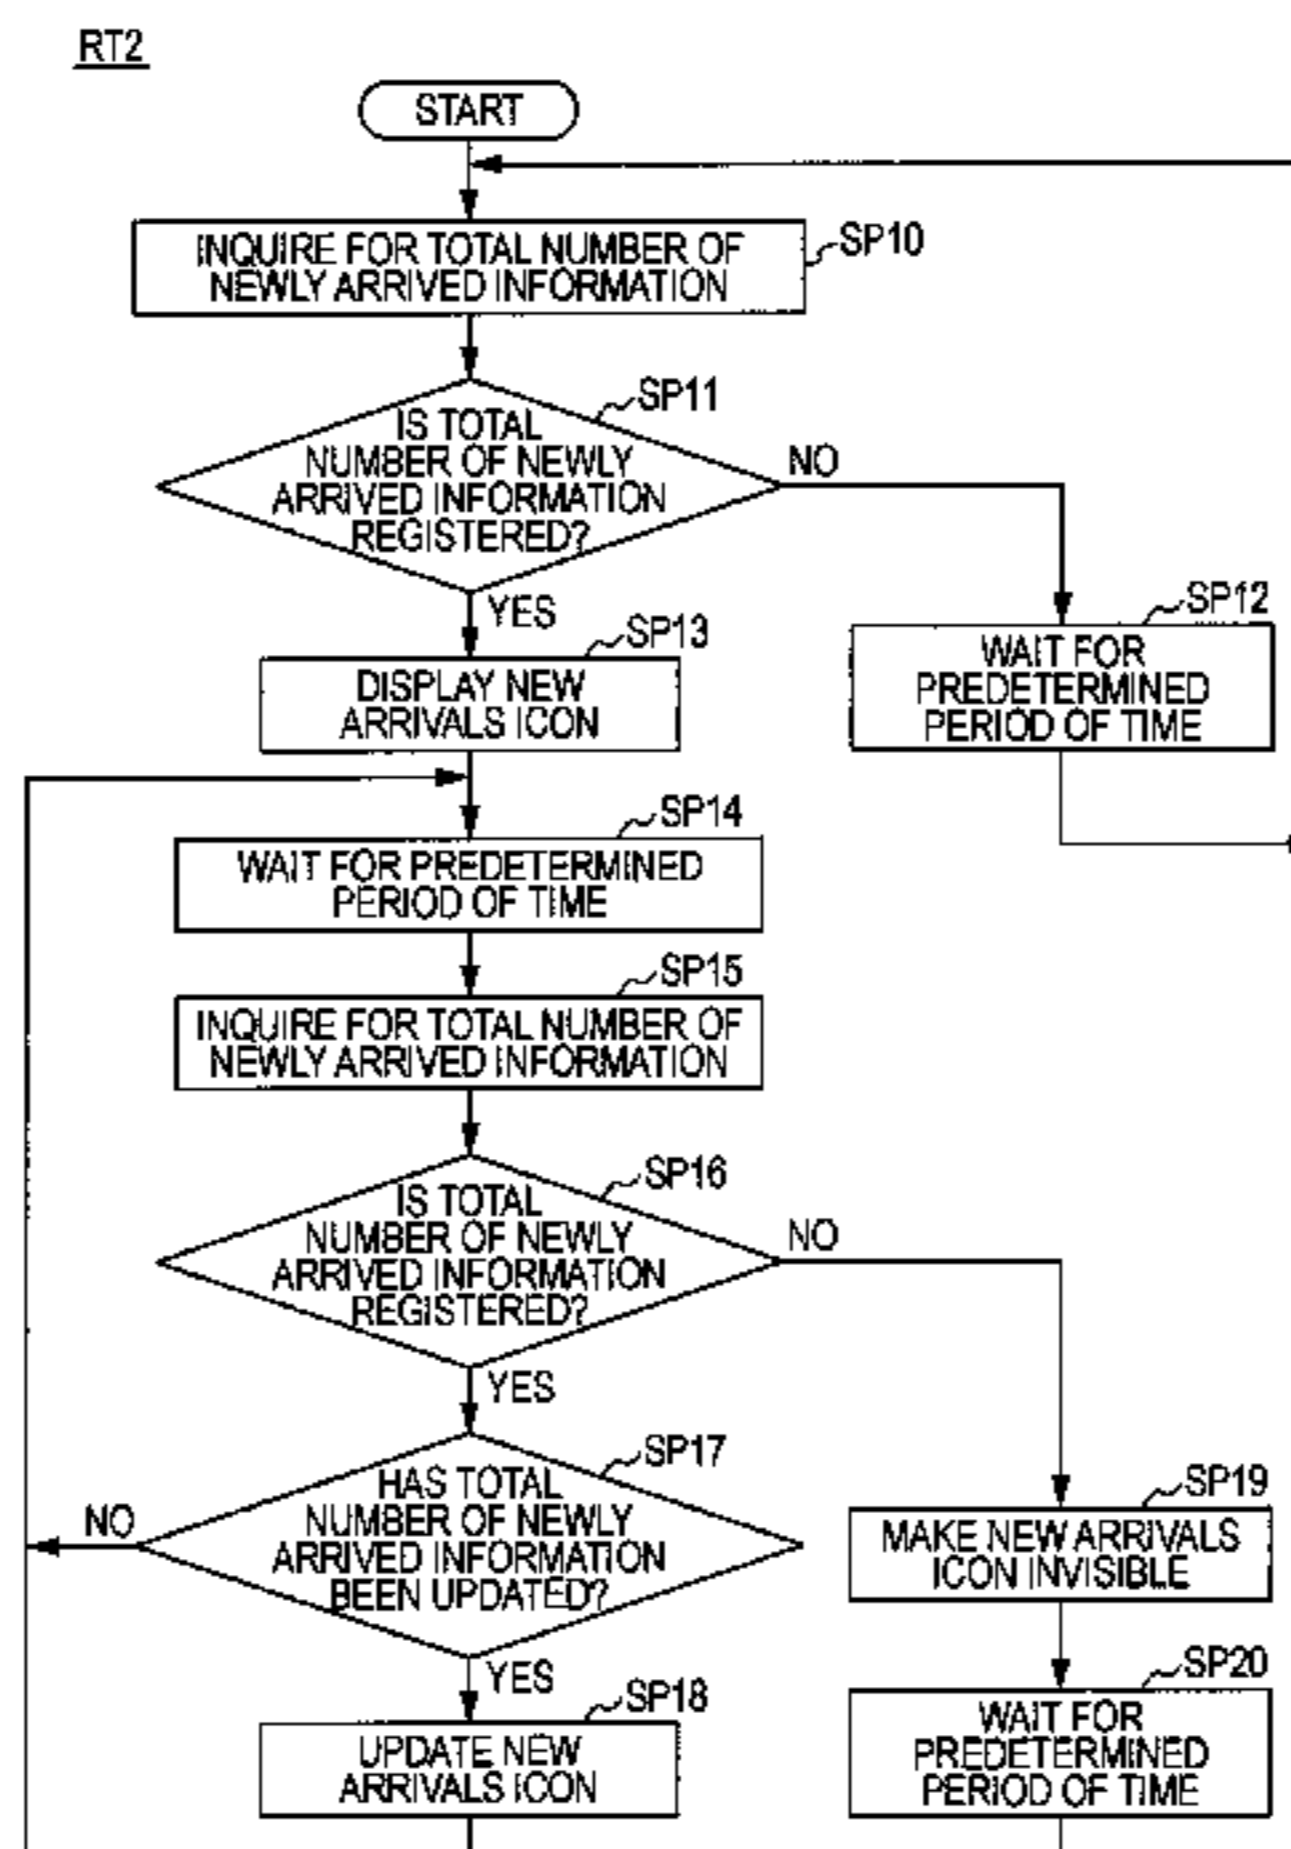 RT2
START
INQUIRE FOR TOTAL NUMBER OF
NEWLY ARRIVED INFORMATION
SP10
SP11
IS TOTAL
NUMBER OF NEWLY
ARRIVED INFORMATION
REGISTERED?
NO
YES
SP12
WAIT FOR
PREDETERMINED
PERIOD OF TIME
SP13
DISPLAY NEW
ARRIVALS ICON
SP14
WAIT FOR PREDETERMINED
PERIOD OF TIME
SP15
INQUIRE FOR TOTAL NUMBER OF
NEWLY ARRIVED INFORMATION
SP16
IS TOTAL
NUMBER OF NEWLY
ARRIVED INFORMATION
REGISTERED?
NO
YES
SP17
HAS TOTAL
NUMBER OF NEWLY
ARRIVED INFORMATION
BEEN UPDATED?
NO
YES
SP19
MAKE NEW ARRIVALS
ICON INVISIBLE
SP18
UPDATE NEW
ARRIVALS ICON
SP20
WAIT FOR
PREDETERMINED
PERIOD OF TIME